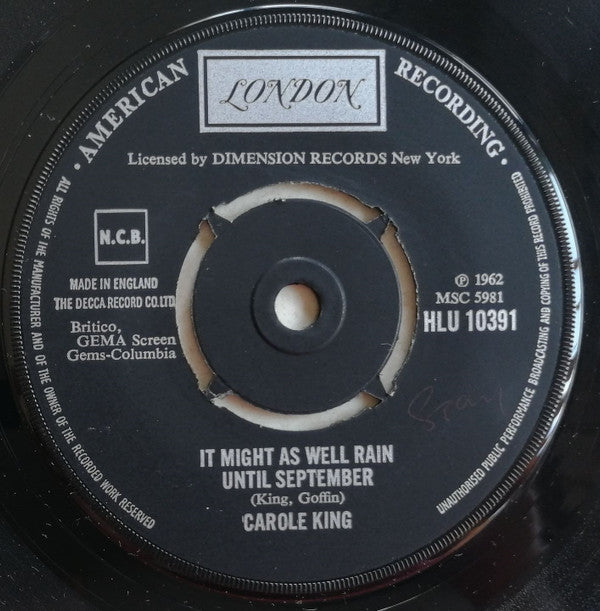 · AMERICAN RECORDING ·
LONDON
Licensed by DIMENSION RECORDS New York
N.C.B.
MADE IN ENGLAND
THE DECCA RECORD CO.LTD.
Britico,
GEMA Screen
Gems-Columbia
℗ 1962
MSC 5981
HLU 10391
IT MIGHT AS WELL RAIN
UNTIL SEPTEMBER
(King, Goffin)
CAROLE KING
ALL RIGHTS OF THE MANUFACTURER AND OF THE OWNER OF THE RECORDED WORK RESERVED
UNAUTHORISED PUBLIC PERFORMANCE BROADCASTING AND COPYING OF THIS RECORD PROHIBITED